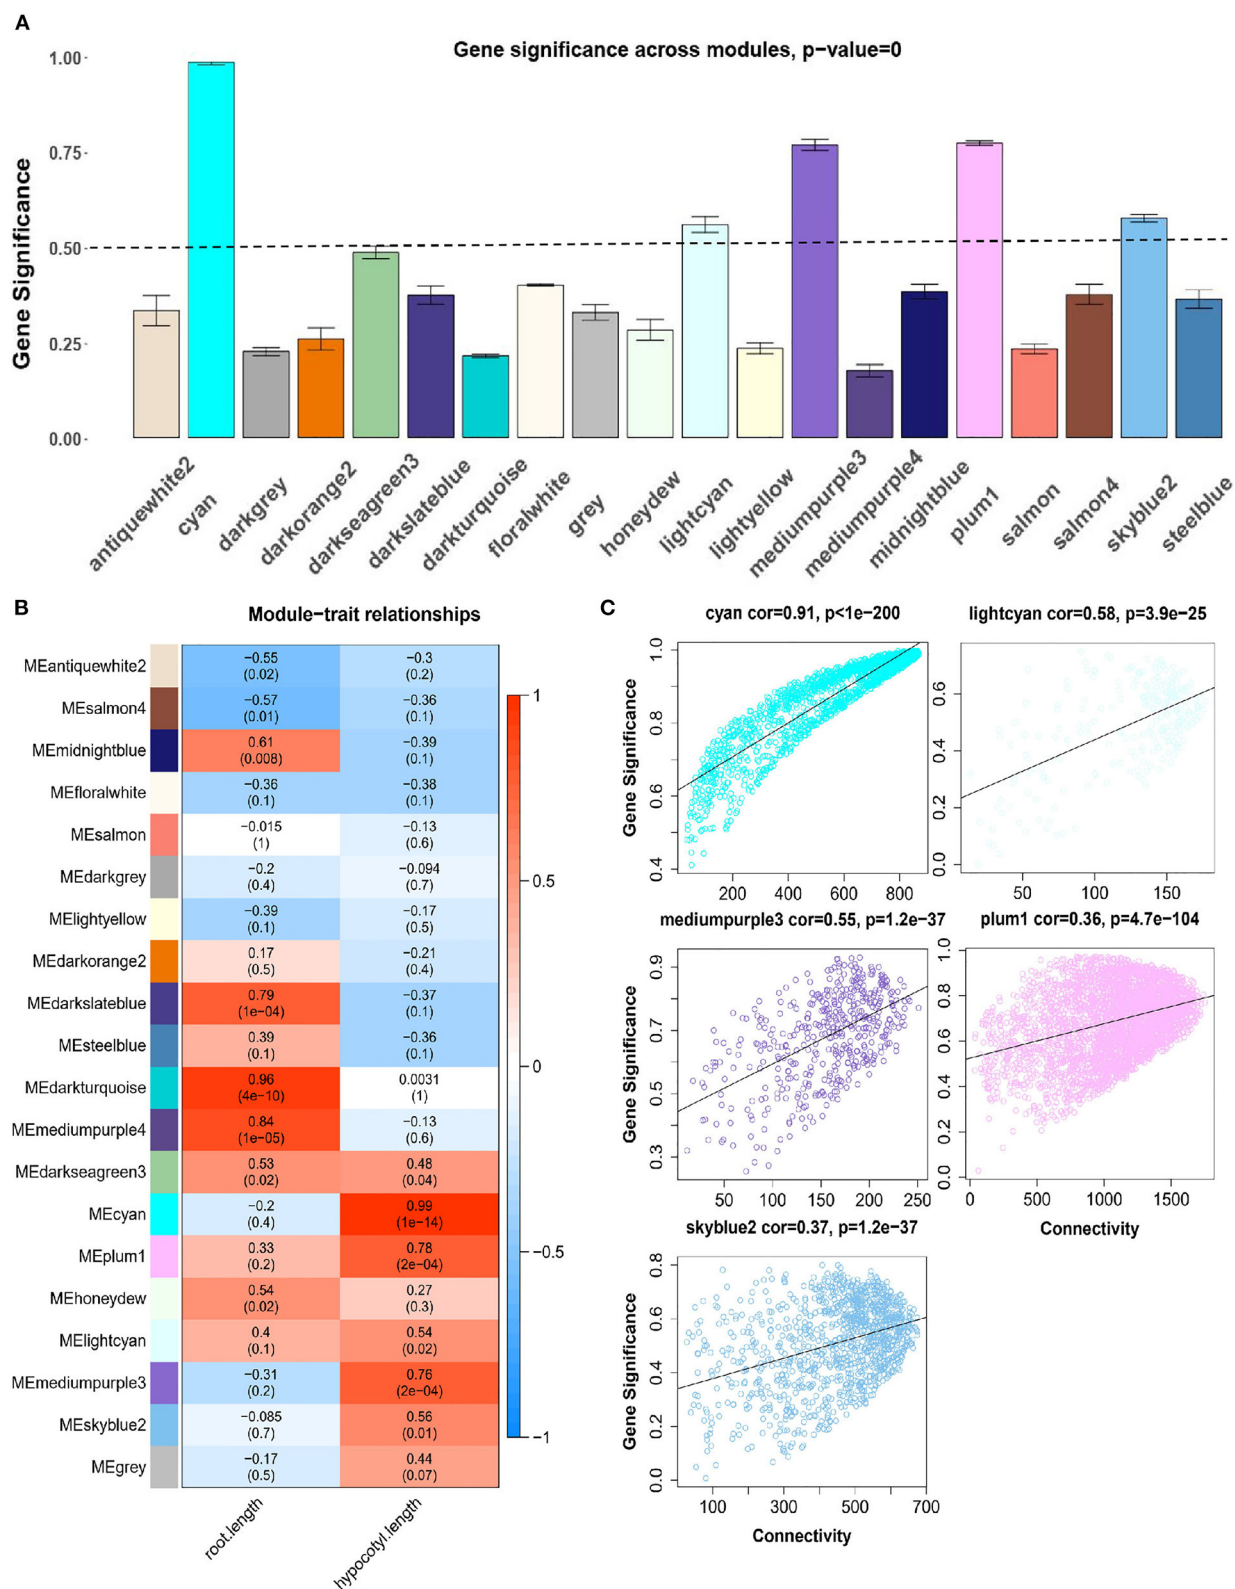 A
Gene significance across modules, p−value=0
Gene Significance
1.00
0.75
0.50
0.25
0.00
antiquewhite2
cyan
darkgrey
darkorange2
darkseagreen3
darkslateblue
darkturquoise
floralwhite
grey
honeydew
lightcyan
lightyellow
mediumpurple3
mediumpurple4
midnightblue
plum1
salmon
salmon4
skyblue2
steelblue
B
Module−trait relationships
MEantiquewhite2 −0.55 −0.3
(0.02) (0.2)
MEsalmon4 −0.57 −0.36
(0.01) (0.1)
MEmidnightblue 0.61 −0.39
(0.008) (0.1)
MEfloralwhite −0.36 −0.38
(0.1) (0.1)
MEsalmon −0.015 −0.13
(1) (0.6)
MEdarkgrey −0.2 −0.094
(0.4) (0.7)
MElightyellow −0.39 −0.17
(0.1) (0.5)
MEdarkorange2 0.17 −0.21
(0.5) (0.4)
MEdarkslateblue 0.79 −0.37
(1e−04) (0.1)
MEsteelblue 0.39 −0.36
(0.1) (0.1)
MEdarkturquoise 0.96 0.0031
(4e−10) (1)
MEmediumpurple4 0.84 −0.13
(1e−05) (0.6)
MEdarkseagreen3 0.53 0.48
(0.02) (0.04)
MEcyan −0.2 0.99
(0.4) (1e−14)
MEplum1 0.33 0.78
(0.2) (2e−04)
MEhoneydew 0.54 0.27
(0.02) (0.3)
MElightcyan 0.4 0.54
(0.1) (0.02)
MEmediumpurple3 −0.31 0.76
(0.2) (2e−04)
MEskyblue2 −0.085 0.56
(0.7) (0.01)
MEgrey −0.17 0.44
(0.5) (0.07)
root.length
hypocotyl.length
1
0.5
0
−0.5
−1
C
cyan cor=0.91, p<1e−200
Gene Significance
1.0
0.8
0.6
0.4
200 400 600 800
lightcyan cor=0.58, p=3.9e−25
0.6
0.4
0.2
0.0
50 100 150
mediumpurple3 cor=0.55, p=1.2e−37
Gene Significance
0.9
0.7
0.5
0.3
50 100 150 200 250
plum1 cor=0.36, p=4.7e−104
1.0
0.8
0.6
0.4
0.2
0.0
0 500 1000 1500
Connectivity
skyblue2 cor=0.37, p=1.2e−37
Gene Significance
0.8
0.6
0.4
0.2
0.0
100 300 500 700
Connectivity